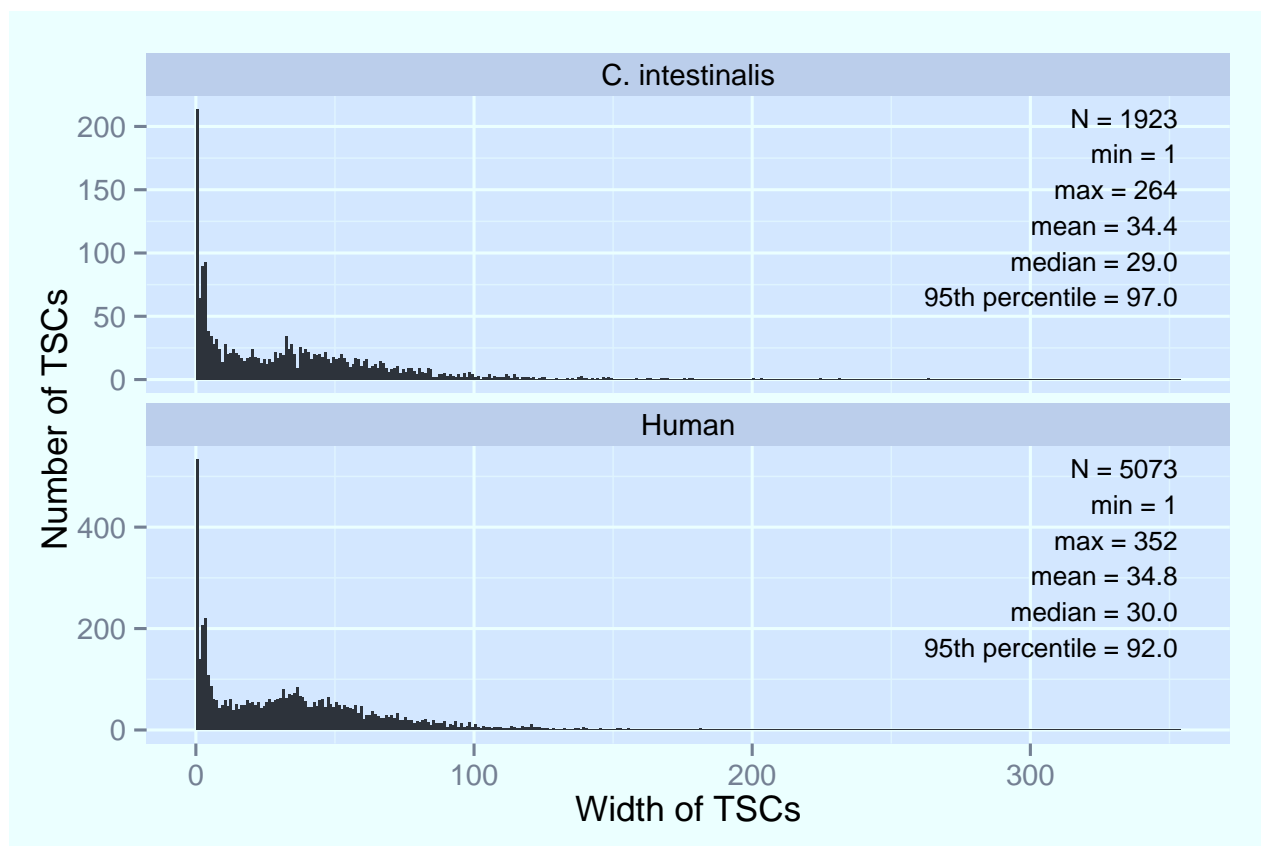 C. intestinalis
200
150
100
50
0
N = 1923
min = 1
max = 264
mean = 34.4
median = 29.0
95th percentile = 97.0
Number of TSCs
Human
400
200
0
N = 5073
min = 1
max = 352
mean = 34.8
median = 30.0
95th percentile = 92.0
0 100 200 300
Width of TSCs